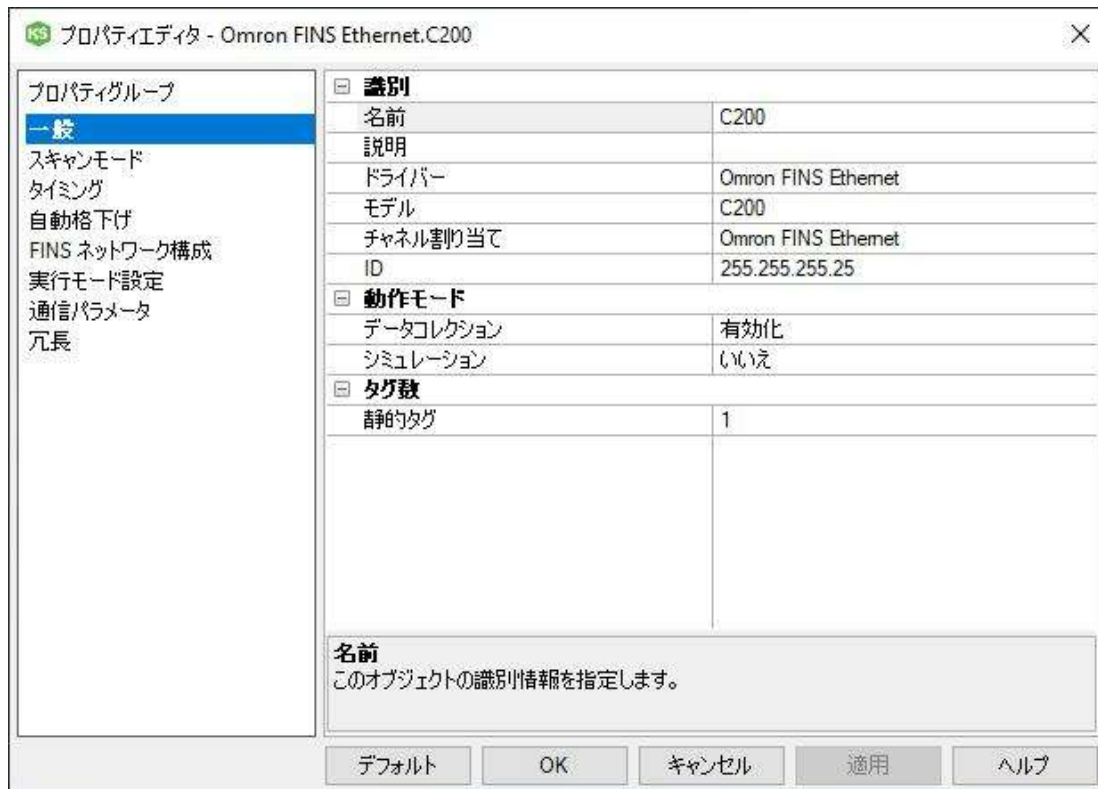 KS プロパティエディタ - Omron FINS Ethernet.C200
プロパティグループ
一般
スキャンモード
タイミング
自動格下げ
FINS ネットワーク構成
実行モード設定
通信パラメータ
冗長
識別
名前 C200
説明
ドライバー Omron FINS Ethernet
モデル C200
チャネル割り当て Omron FINS Ethernet
ID 255.255.255.25
動作モード
データコレクション 有効化
シミュレーション いいえ
タグ数
静的タグ 1
名前
このオブジェクトの識別情報を指定します。
デフォルト OK キャンセル 適用 ヘルプ